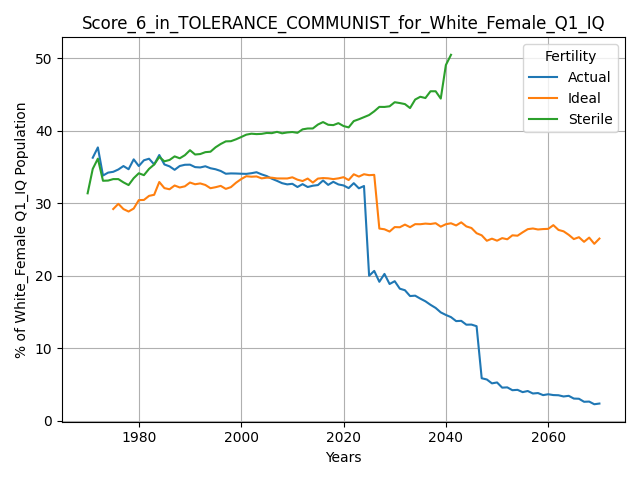 Score_6_in_TOLERANCE_COMMUNIST_for_White_Female_Q1_IQ
% of White_Female Q1_IQ Population
50
40
30
20
10
0
Fertility
Actual
Ideal
Sterile
1980
2000
2020
2040
2060
Years